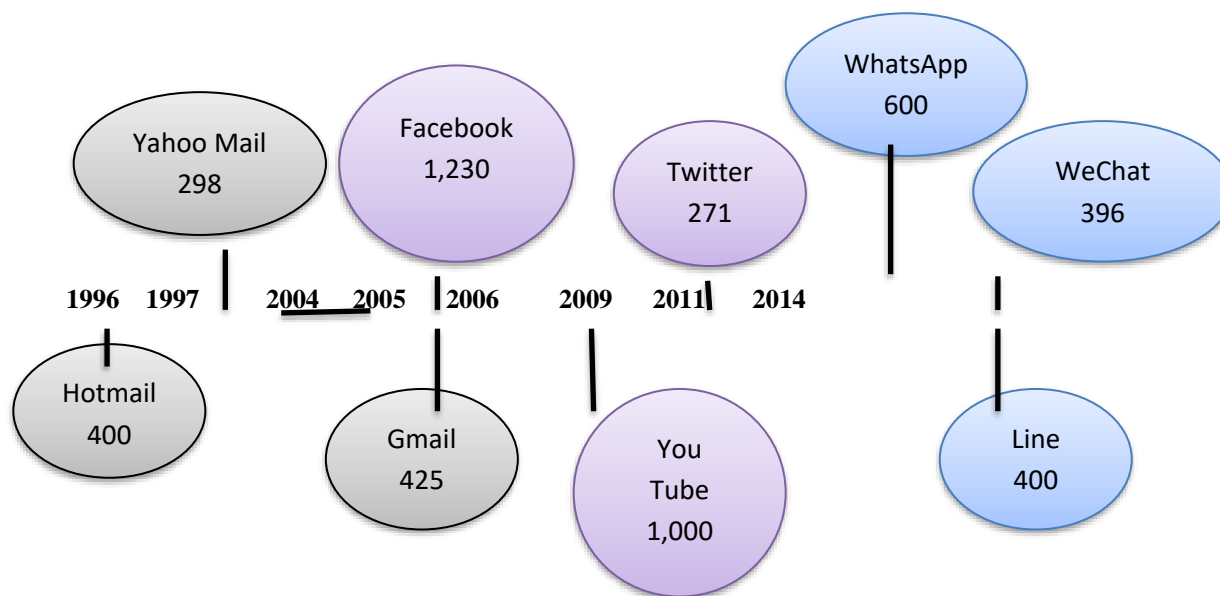 WhatsApp
600
Facebook
1,230
Yahoo Mail
298
Twitter
271
WeChat
396
1996 1997 2004 2005 2006 2009 2011 2014
Hotmail
400
Gmail
425
You
Tube
1,000
Line
400